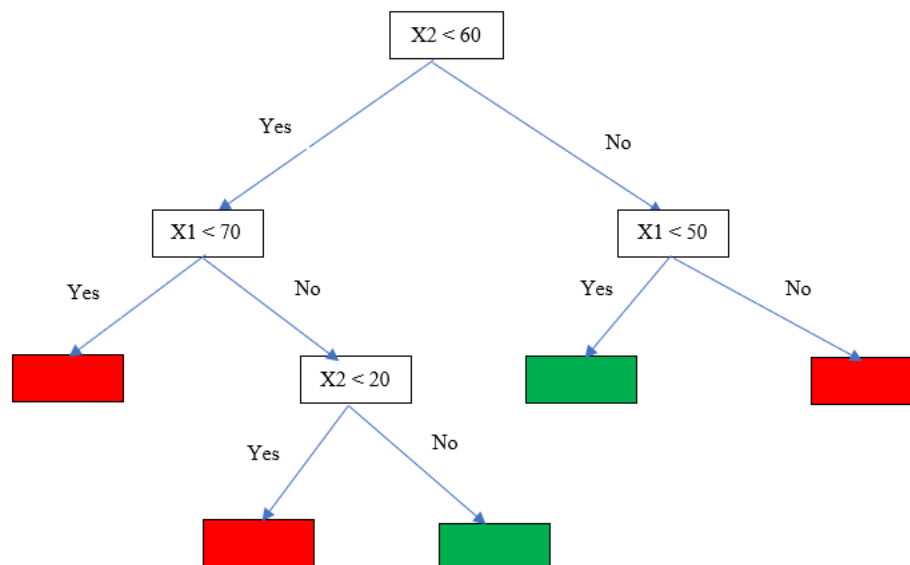 X2 < 60
Yes
No
X1 < 70
X1 < 50
Yes
No
Yes
No
X2 < 20
Yes
No